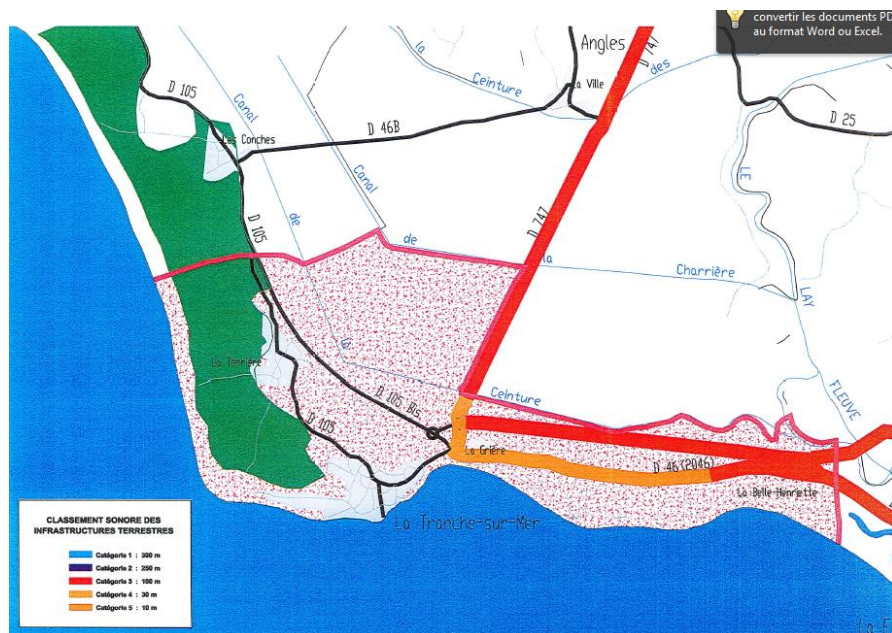 convertir les documents PD
au format Word ou Excel.
Angles
D 747
la
Ceinture
des
La Ville
D 105
Canal
D 46B
Les Conches
D 25
LE
Canal
de
D 105
de
la
D 747
Charrière
LAY
la
La Terrière
D 105 Bis
Ceinture
FLEUVE
D 105
La Grière
D 46 (2046)
La Belle-Henriette
La Tranche-sur-Mer
CLASSEMENT SONORE DES
INFRASTRUCTURES TERRESTRES
Catégorie 1 : 300 m
Catégorie 2 : 250 m
Catégorie 3 : 100 m
Catégorie 4 : 30 m
Catégorie 5 : 10 m